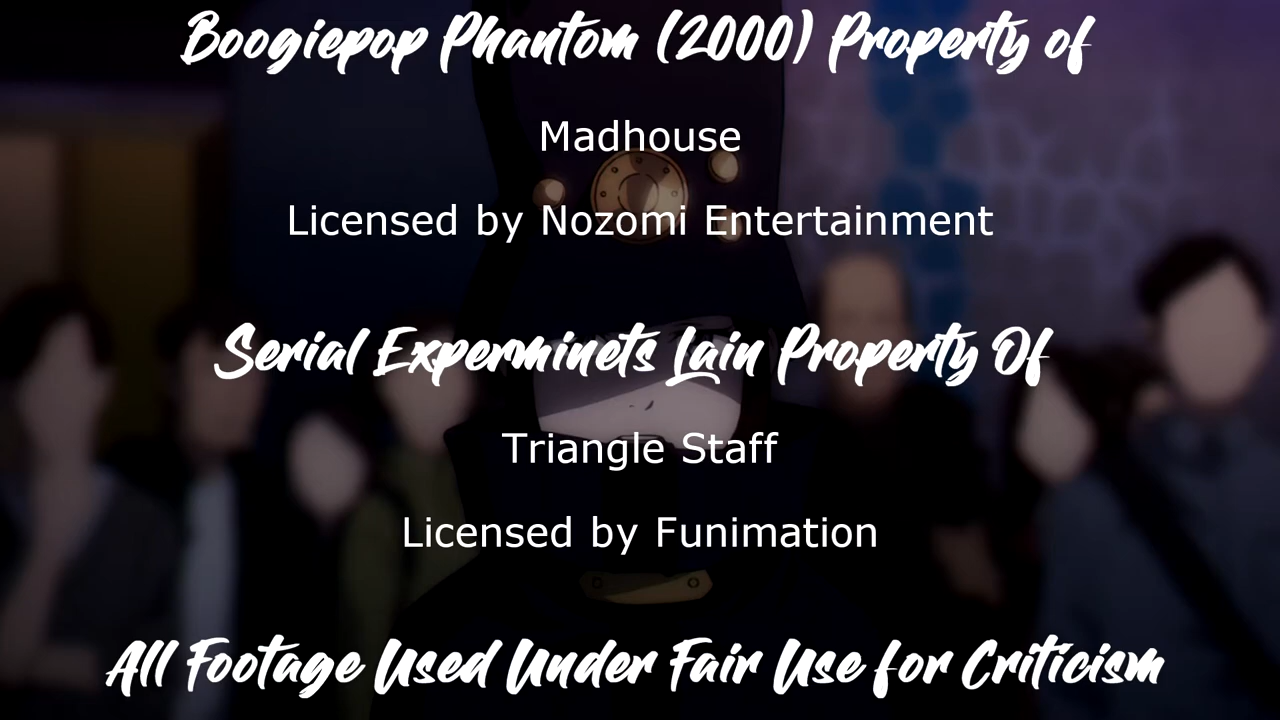 Boogiepop Phantom (2000) Property of
Madhouse
Licensed by Nozomi Entertainment
Serial Experminets Lain Property Of
Triangle Staff
Licensed by Funimation
All Footage Used Under Fair Use for Criticism